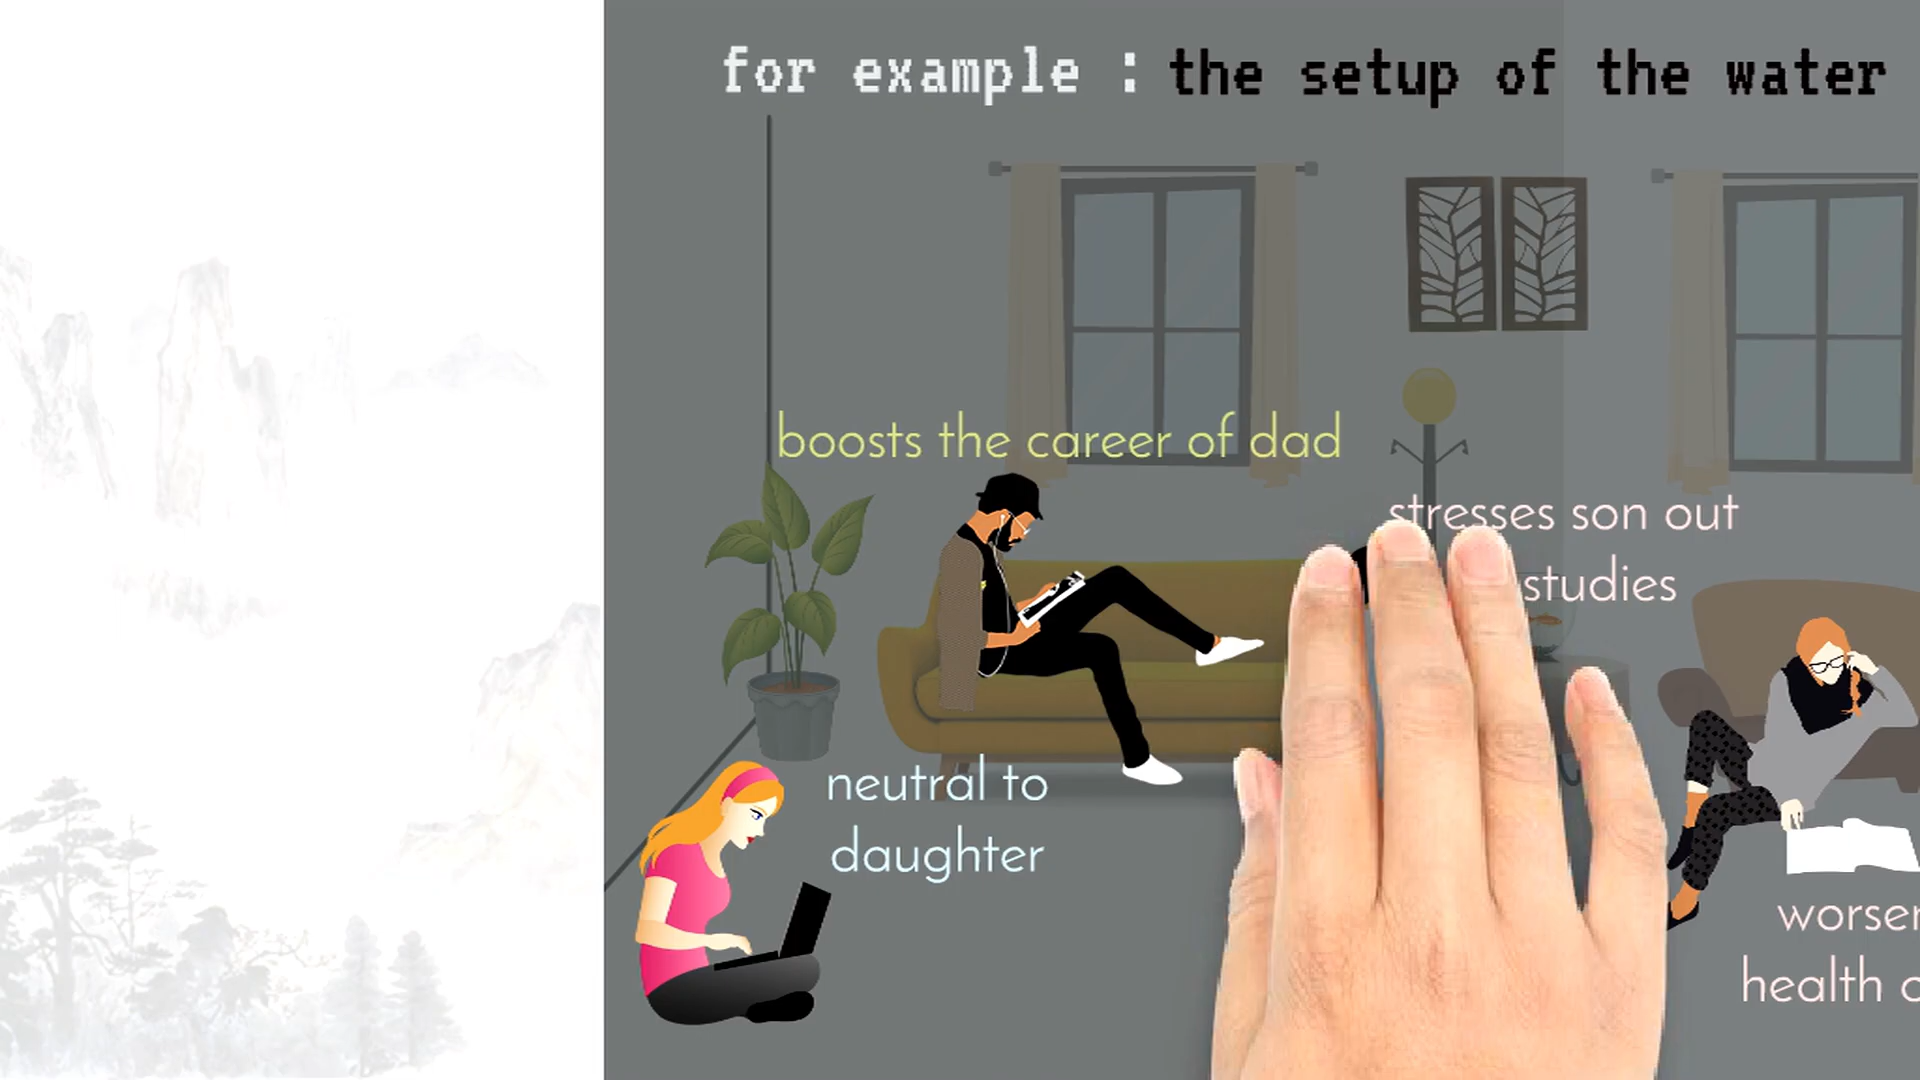 for example : the setup of the water
boosts the career of dad
stresses son out
studies
neutral to
daughter
health